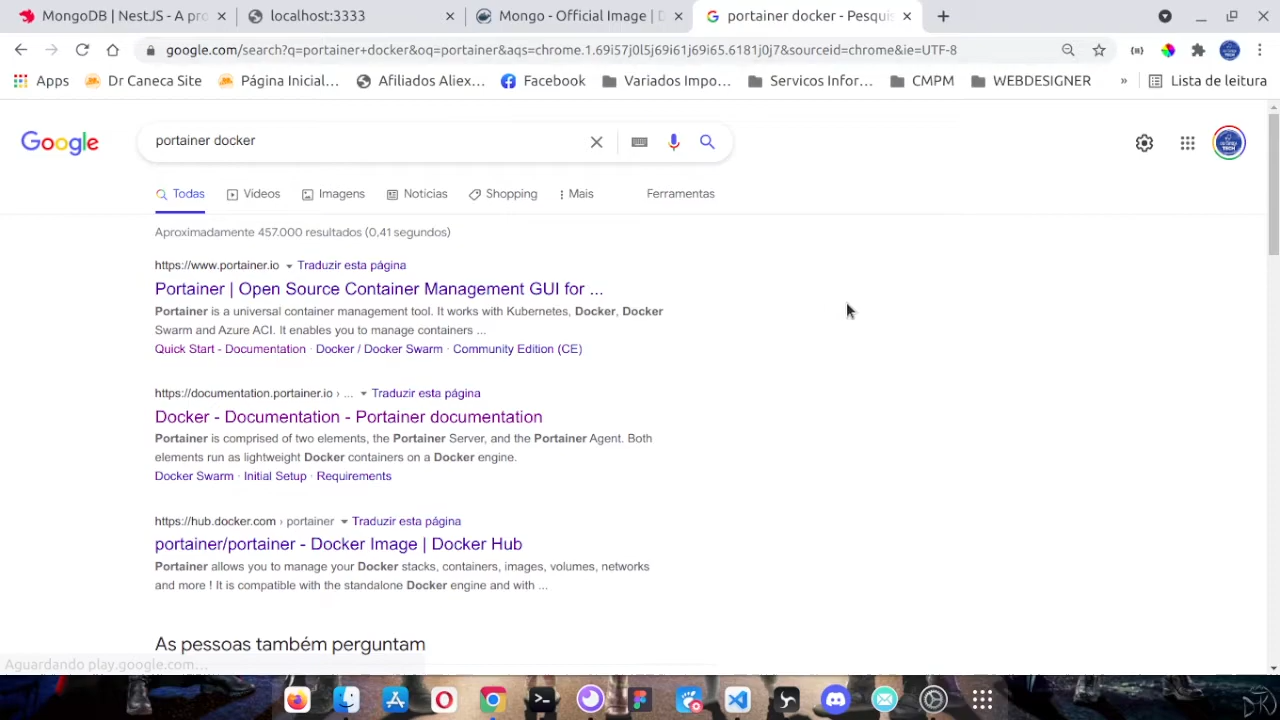 MongoDB | NestJS - A pro
localhost:3333
Mongo - Official Image | D
portainer docker - Pesquis
google.com/search?q=portainer+docker&oq=portainer&aqs=chrome.1.69i57j0l5j69i61j69i65.6181j0j7&sourceid=chrome&ie=UTF-8
Apps
Dr Caneca Site
Página Inicial...
Afiliados Aliex...
Facebook
Variados Impo...
Servicos Infor...
CMPM
WEBDESIGNER
»
Lista de leitura
Google
portainer docker
Todas
Vídeos
Imagens
Notícias
Shopping
Mais
Ferramentas
Aproximadamente 457.000 resultados (0,41 segundos)
https://www.portainer.io Traduzir esta página
Portainer | Open Source Container Management GUI for ...
Portainer is a universal container management tool. It works with Kubernetes, Docker, Docker
Swarm and Azure ACI. It enables you to manage containers ...
Quick Start - Documentation · Docker / Docker Swarm · Community Edition (CE)
https://documentation.portainer.io › ... Traduzir esta página
Docker - Documentation - Portainer documentation
Portainer is comprised of two elements, the Portainer Server, and the Portainer Agent. Both
elements run as lightweight Docker containers on a Docker engine.
Docker Swarm · Initial Setup · Requirements
https://hub.docker.com › portainer Traduzir esta página
portainer/portainer - Docker Image | Docker Hub
Portainer allows you to manage your Docker stacks, containers, images, volumes, networks
and more ! It is compatible with the standalone Docker engine and with ...
As pessoas também perguntam
Aguardando play.google.com...